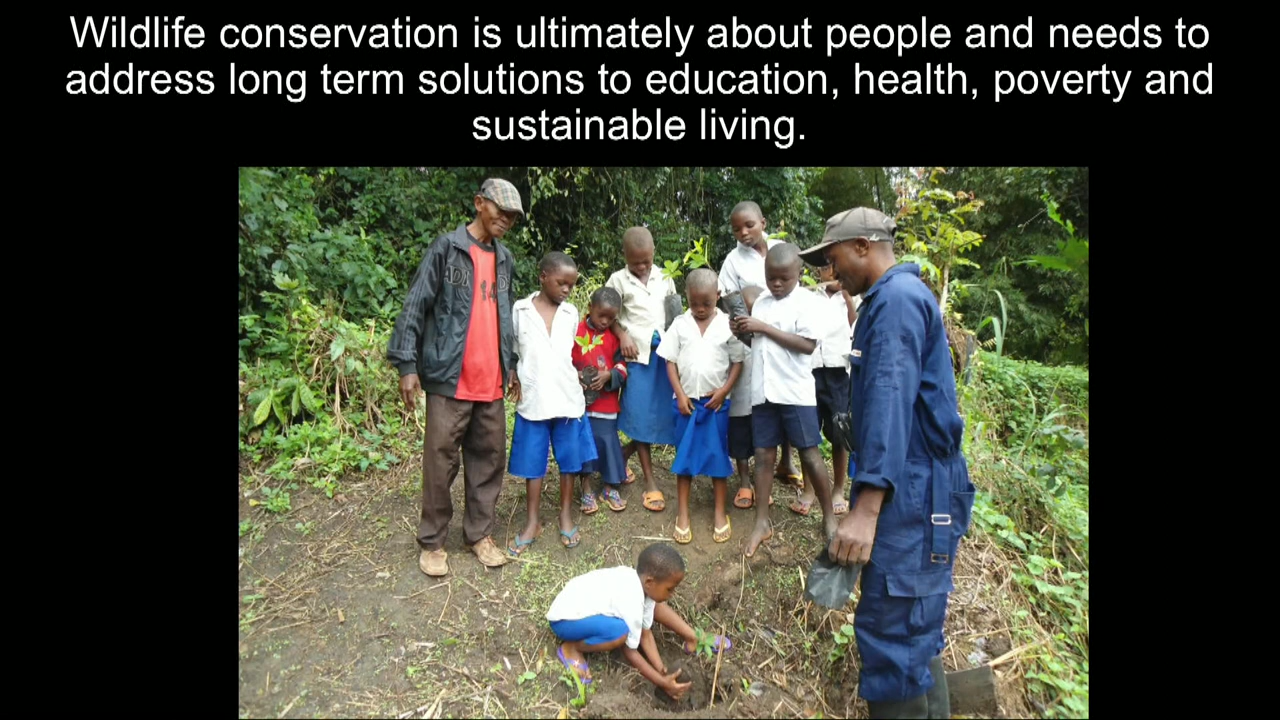 Wildlife conservation is ultimately about people and needs to
address long term solutions to education, health, poverty and
sustainable living.